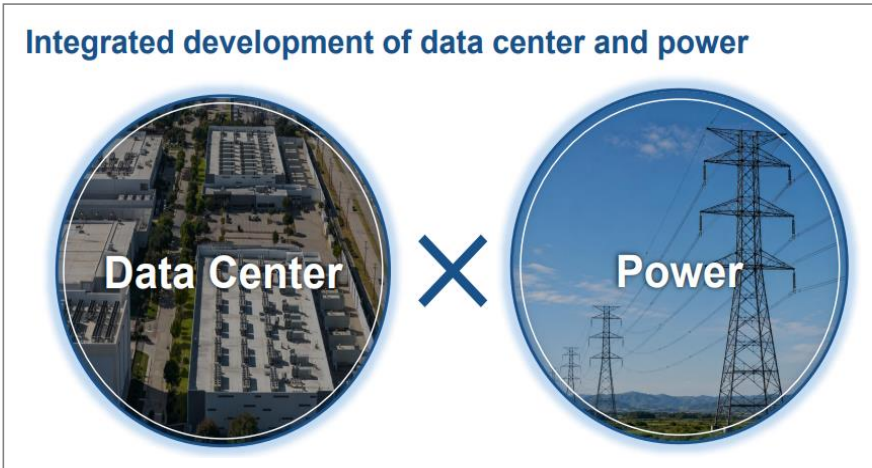 Integrated development of data center and power
Data Center
Power